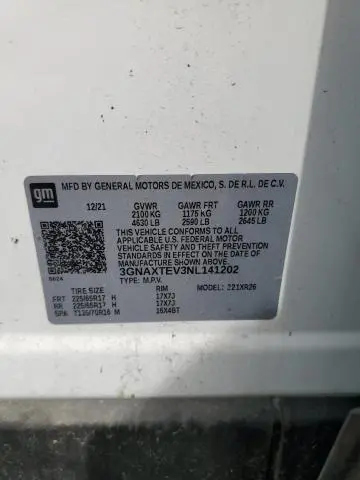 gm
MFD BY GENERAL MOTORS DE MEXICO, S. DE R.L. DE C.V.
12/21 GVWR GAWR FRT GAWR RR
2100 KG 1175 KG 1200 KG
4630 LB 2590 LB 2645 LB
THIS VEHICLE CONFORMS TO ALL APPLICABLE
U.S. FEDERAL MOTOR
VEHICLE SAFETY AND THEFT PREVENTION
STANDARDS IN EFFECT ON THE DATE
OF MANUFACTURE SHOWN ABOVE.
3GNAXTEV3NL141202
TYPE: M.P.V. MODEL: 221XR26
TIRE SIZE RIM
FRT 225/65R17 H 17X7J
RR 225/65R17 H 17X7J
SPA T135/70R16 M 16X4BT